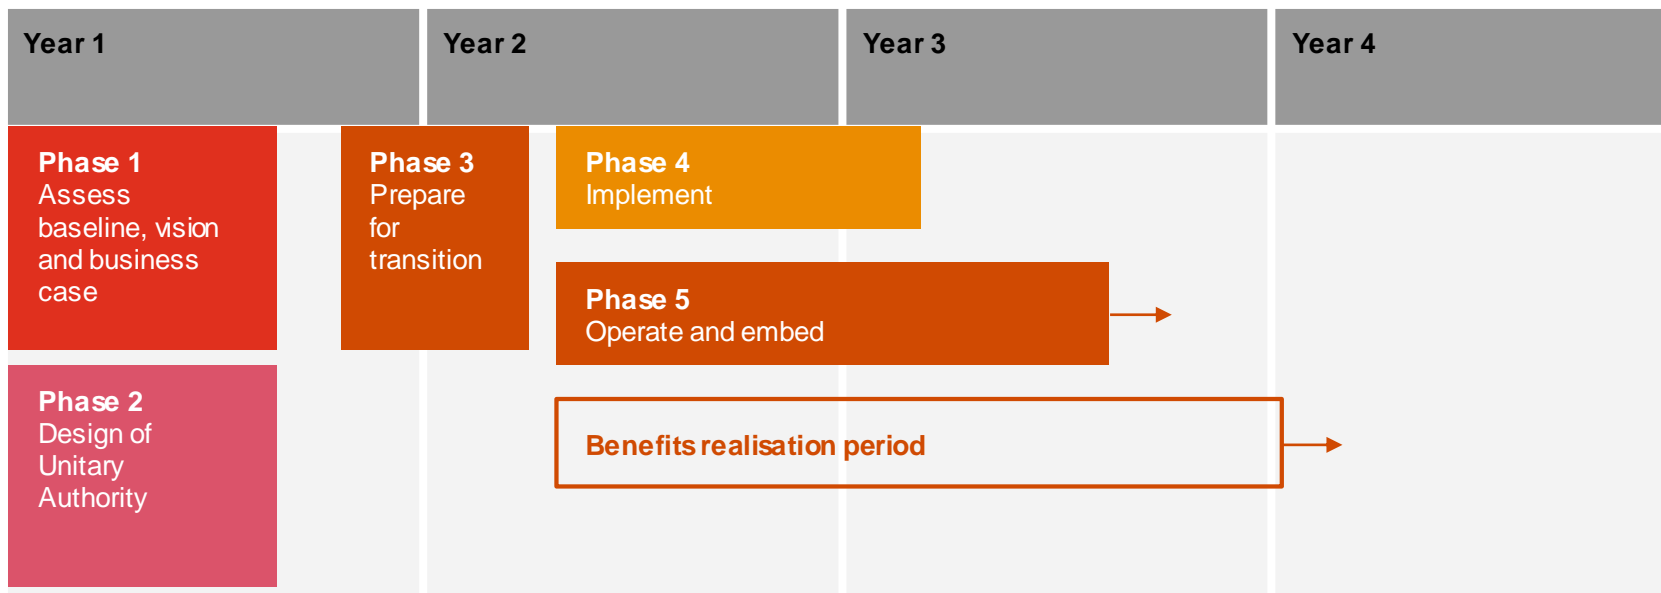 Year 1
Year 2
Year 3
Year 4
Phase 1
Assess
baseline, vision
and business
case
Phase 2
Design of
Unitary
Authority
Phase 3
Prepare
for
transition
Phase 4
Implement
Phase 5
Operate and embed
Benefits realisation period